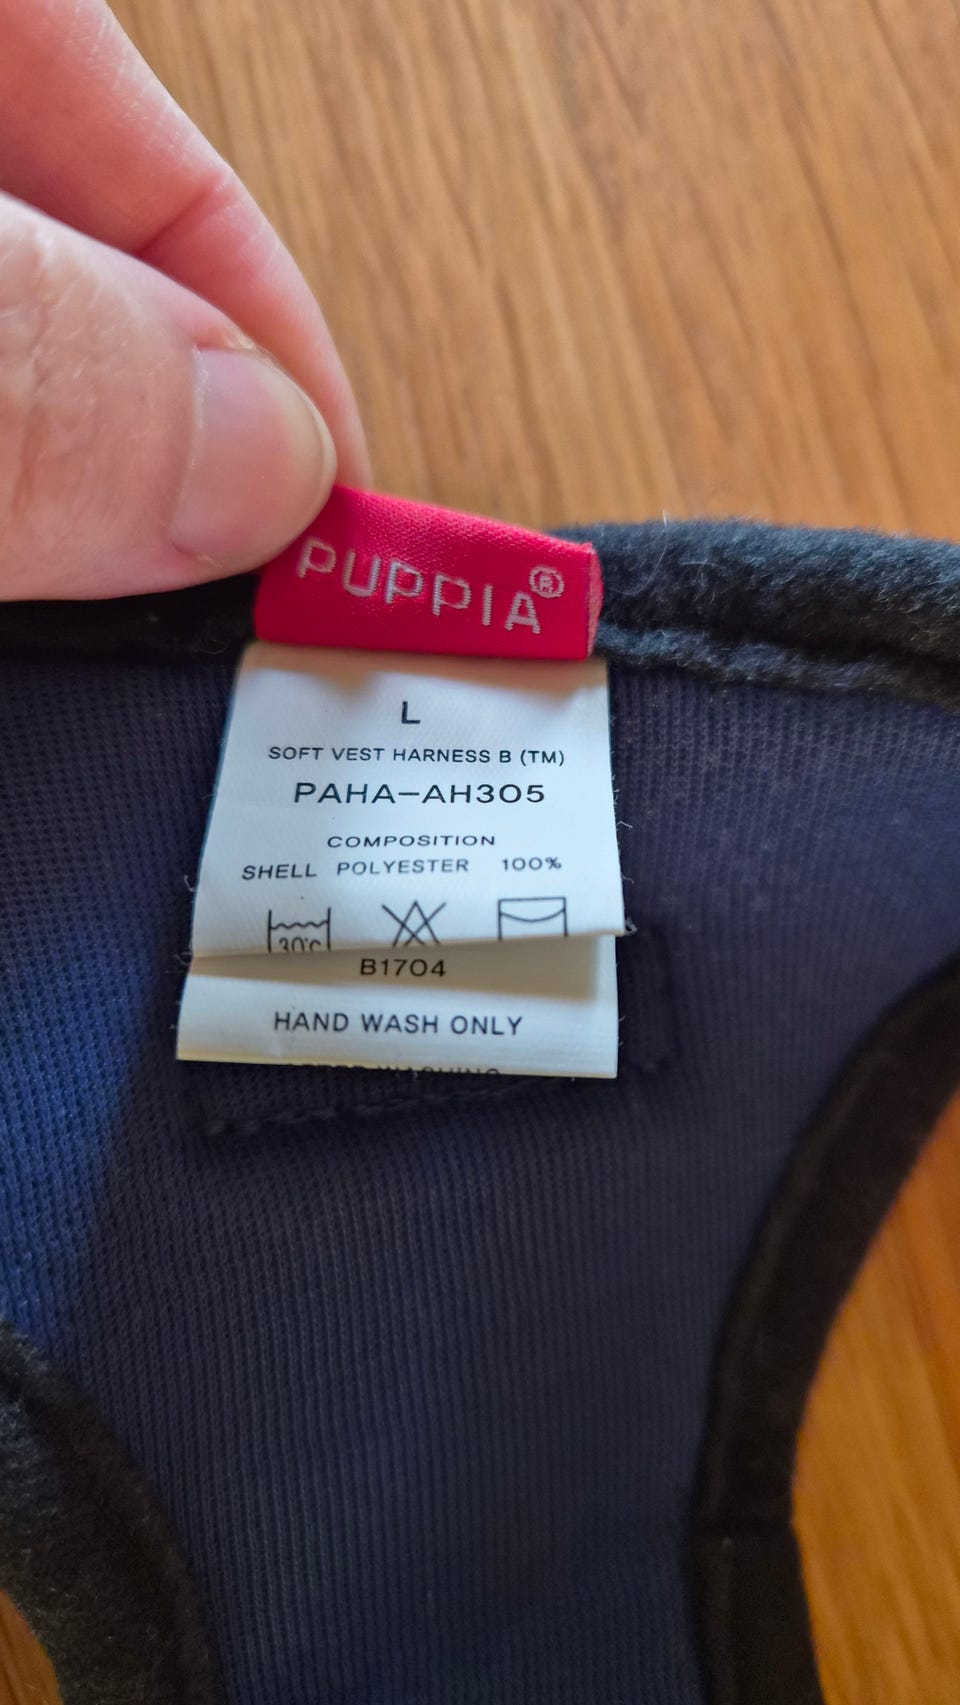 PUPPIA®
L
SOFT VEST HARNESS B (TM)
PAHA-AH305
COMPOSITION
SHELL POLYESTER 100%
30°c
B1704
HAND WASH ONLY